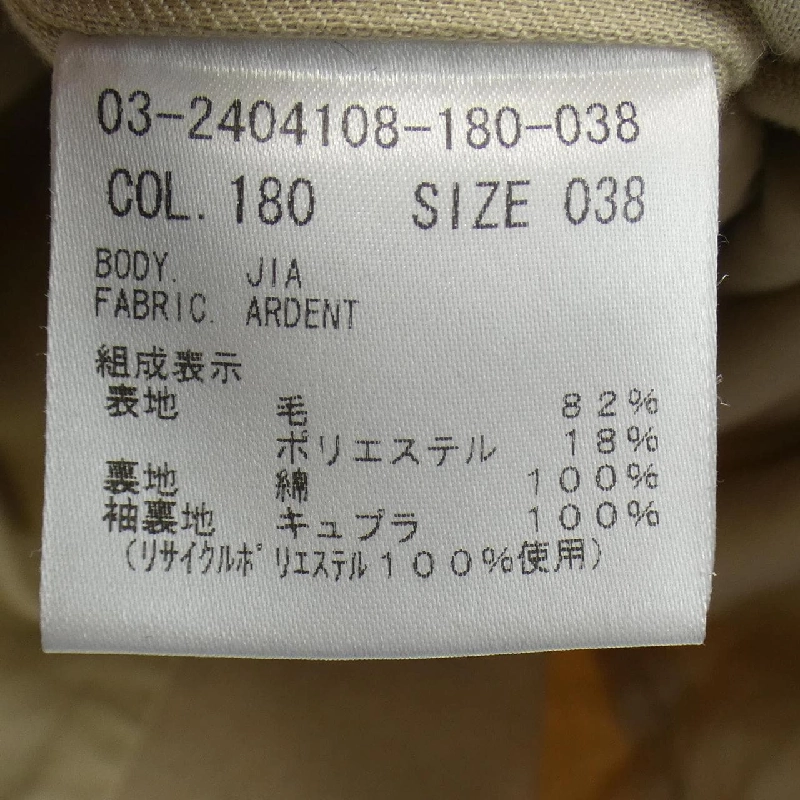 03-2404108-180-038
COL. 180 SIZE 038
BODY. JIA
FABRIC. ARDENT
組成表示
表地 毛 82%
ポリエステル 18%
裏地 綿 100%
袖裏地 キュプラ 100%
(リサイクルポリエステル100%使用)